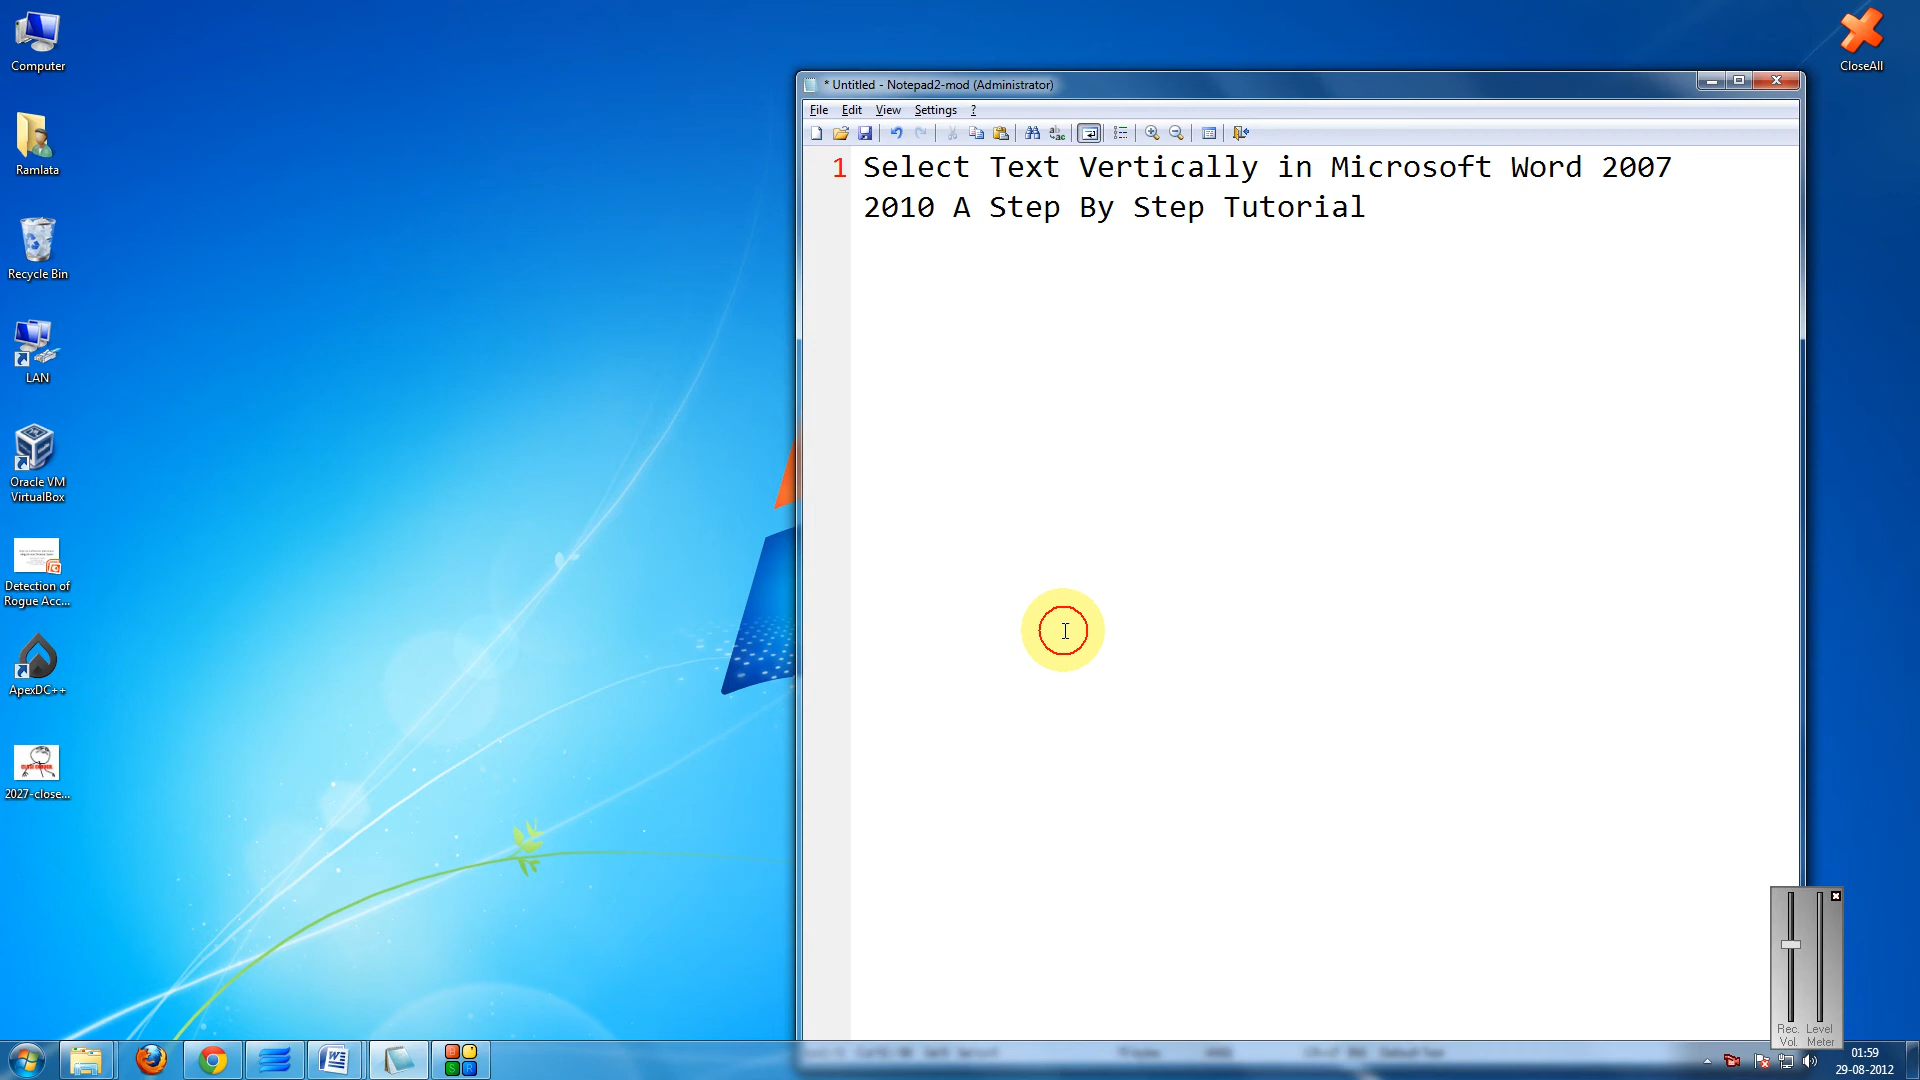 Computer
CloseAll
* Untitled - Notepad2-mod (Administrator)
File Edit View Settings ?
1 Select Text Vertically in Microsoft Word 2007
2010 A Step By Step Tutorial
Ramlata
Recycle Bin
LAN
Oracle VM
VirtualBox
Detection of
Rogue Acc...
ApexDC++
2027-close...
Rec. Level
Vol. Meter
01:59
29-08-2012